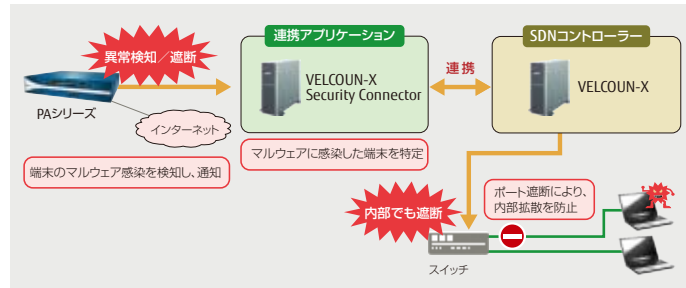 連携アプリケーション
SDNコントローラー
異常検知／遮断
VELCOUN-X
Security Connector
連携
VELCOUN-X
PAシリーズ
インターネット
マルウェアに感染した端末を特定
端末のマルウェア感染を検知し、通知
内部でも遮断
ポート遮断により、
内部拡散を防止
スイッチ